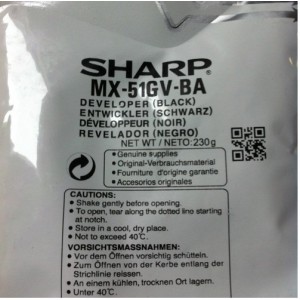 SHARP
MX-51GV-BA
DEVELOPER (BLACK)
ENTWICKLER (SCHWARZ)
DÉVELOPPEUR (NOIR)
REVELADOR (NEGRO)
NET WT / NETO:230g
• Genuine supplies
• Original-Verbrauchsmaterial
• Fourniture d'origine garantie
• Accesorios originales
CAUTIONS:
● Shake gently before opening.
● To open, tear along the dotted line starting
at notch.
● Store in a cool, dry place.
● Not to exceed 40℃.
VORSICHTSMASSNAHMEN:
● Vor dem Öffnen vorsichtig schütteln.
● Zum Öffnen von der Kerbe entlang der
Strichlinie reissen.
● An einem kühlen, trockenen Ort lagern.
● Unter 40℃.